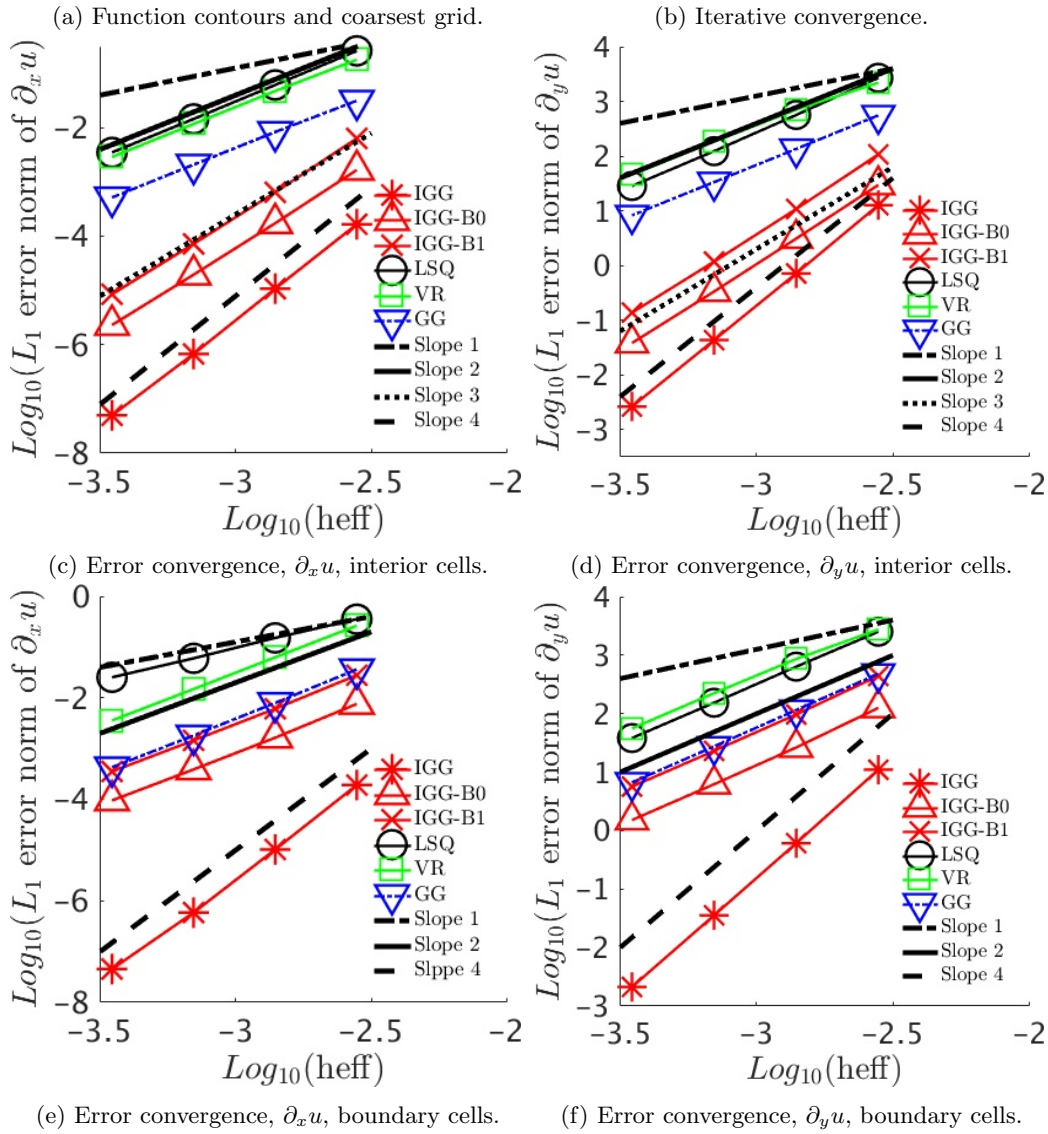 (a) Function contours and coarsest grid.
(b) Iterative convergence.
Log₁₀(L₁ error norm of ∂ₓu)
-2
-4
-6
-8
-3.5
-3
-2.5
-2
Log₁₀(heff)
IGG
IGG-B0
IGG-B1
LSQ
VR
GG
Slope 1
Slope 2
Slope 3
Slope 4
Log₁₀(L₁ error norm of ∂ᵧu)
4
3
2
1
0
-1
-2
-3
-3.5
-3
-2.5
-2
Log₁₀(heff)
IGG
IGG-B0
IGG-B1
LSQ
VR
GG
Slope 1
Slope 2
Slope 3
Slope 4
(c) Error convergence, ∂ₓu, interior cells.
(d) Error convergence, ∂ᵧu, interior cells.
Log₁₀(L₁ error norm of ∂ₓu)
0
-2
-4
-6
-8
-3.5
-3
-2.5
-2
Log₁₀(heff)
IGG
IGG-B0
IGG-B1
LSQ
VR
GG
Slope 1
Slope 2
Slppe 4
Log₁₀(L₁ error norm of ∂ᵧu)
4
3
2
1
0
-1
-2
-3
-3.5
-3
-2.5
-2
Log₁₀(heff)
IGG
IGG-B0
IGG-B1
LSQ
VR
GG
Slope 1
Slope 2
Slope 4
(e) Error convergence, ∂ₓu, boundary cells.
(f) Error convergence, ∂ᵧu, boundary cells.